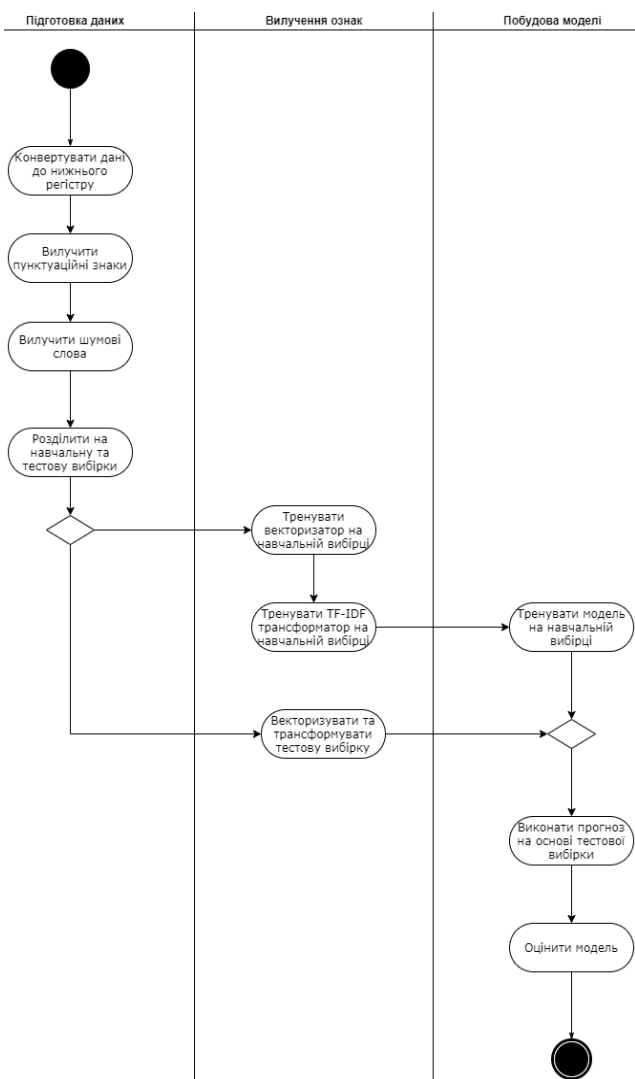 Підготовка даних
Вилучення ознак
Побудова моделі
Конвертувати дані
до нижнього
регістру
Вилучити
пунктуаційні знаки
Вилучити шумові
слова
Розділити на
навчальну та
тестову вибірки
Тренувати
векторизатор на
навчальній вибірці
Тренувати TF-IDF
трансформатор на
навчальній вибірці
Тренувати модель
на навчальній
вибірці
Векторизувати та
трансформувати
тестову вибірку
Виконати прогноз
на основі тестової
вибірки
Оцінити модель